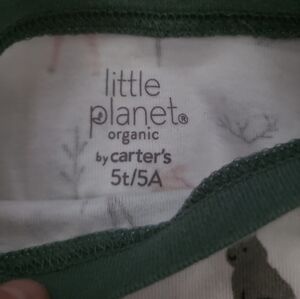 little
planet®
organic
by carter's
5t/5A